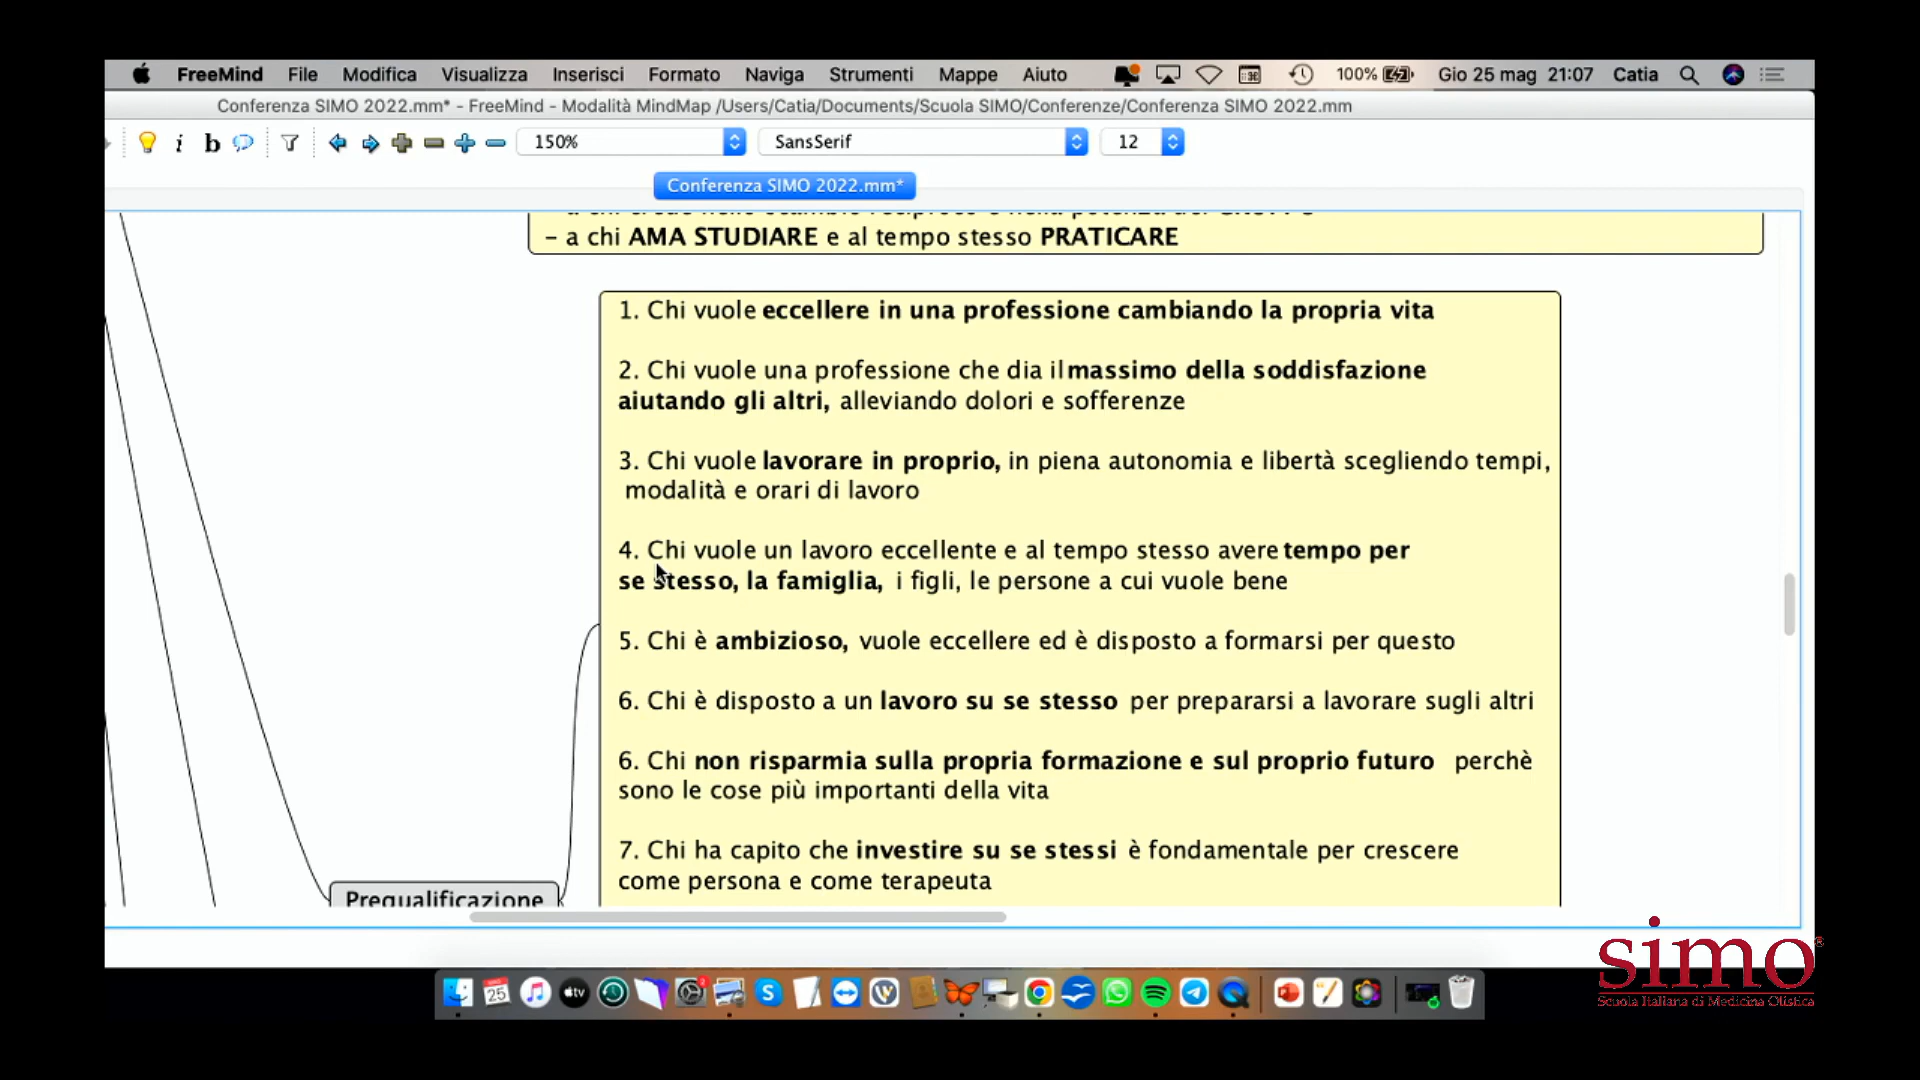 FreeMind File Modifica Visualizza Inserisci Formato Naviga Strumenti Mappe Aiuto 100% Gio 25 mag 21:07 Catia
Conferenza SIMO 2022.mm* - FreeMind - Modalità MindMap /Users/Catia/Documents/Scuola SIMO/Conferenze/Conferenza SIMO 2022.mm
i b 150% SansSerif 12
Conferenza SIMO 2022.mm*
– a chi AMA STUDIARE e al tempo stesso PRATICARE
1. Chi vuole eccellere in una professione cambiando la propria vita
2. Chi vuole una professione che dia il massimo della soddisfazione
aiutando gli altri, alleviando dolori e sofferenze
3. Chi vuole lavorare in proprio, in piena autonomia e libertà scegliendo tempi,
modalità e orari di lavoro
4. Chi vuole un lavoro eccellente e al tempo stesso avere tempo per
se stesso, la famiglia, i figli, le persone a cui vuole bene
5. Chi è ambizioso, vuole eccellere ed è disposto a formarsi per questo
6. Chi è disposto a un lavoro su se stesso per prepararsi a lavorare sugli altri
6. Chi non risparmia sulla propria formazione e sul proprio futuro perchè
sono le cose più importanti della vita
7. Chi ha capito che investire su se stessi è fondamentale per crescere
come persona e come terapeuta
Prequalificazione
simo®
Scuola Italiana di Medicina Olistica
25 tv